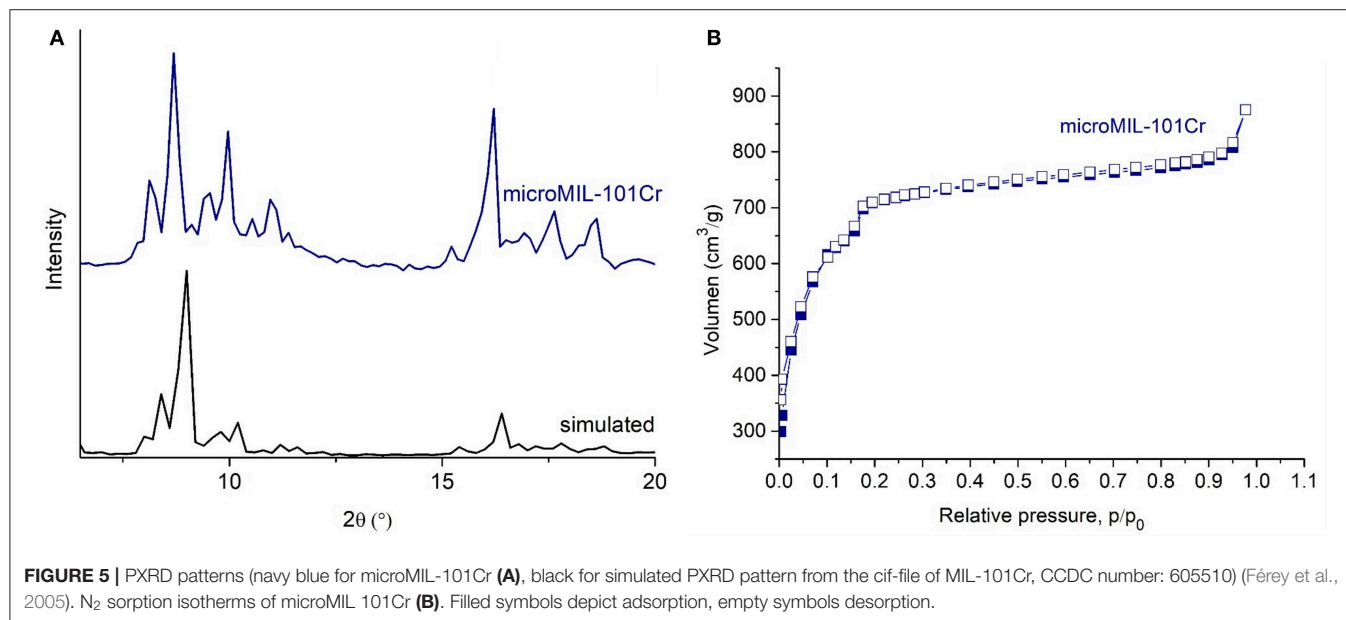 A
Intensity
microMIL-101Cr
simulated
10
15
20
2θ (°)
B
Volumen (cm³/g)
900
800
700
600
500
400
300
microMIL-101Cr
0.0 0.1 0.2 0.3 0.4 0.5 0.6 0.7 0.8 0.9 1.0 1.1
Relative pressure, p/p₀
FIGURE 5 | PXRD patterns (navy blue for microMIL-101Cr (A), black for simulated PXRD pattern from the cif-file of MIL-101Cr, CCDC number: 605510) (Férey et al.,
2005). N₂ sorption isotherms of microMIL 101Cr (B). Filled symbols depict adsorption, empty symbols desorption.